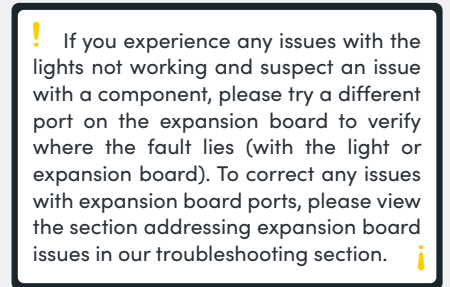 ! If you experience any issues with the
lights not working and suspect an issue
with a component, please try a different
port on the expansion board to verify
where the fault lies (with the light or
expansion board). To correct any issues
with expansion board ports, please view
the section addressing expansion board
issues in our troubleshooting section. ¡